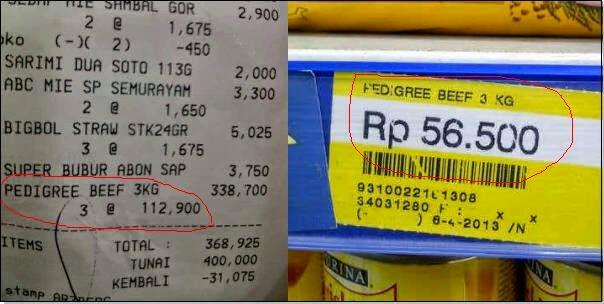 SEDAP MIE SAMBAL GOR
2 @ 1,675 2,900
oko (-)( 2) -450
SARIMI DUA SOTO 113G 2,000
ABC MIE SP SEMURAYAM 3,300
2 @ 1,650
BIGBOL STRAW STK24GR 5,025
3 @ 1,675
SUPER BUBUR ABON SAP 3,750
PEDIGREE BEEF 3KG 338,700
3 @ 112,900
ITEMS TOTAL : 368,925
TUNAI 400,000
KEMBALI -31,075
stamp
PEDIGREE BEEF 3 KG
Rp 56.500
34031280
6-4-2013 /N